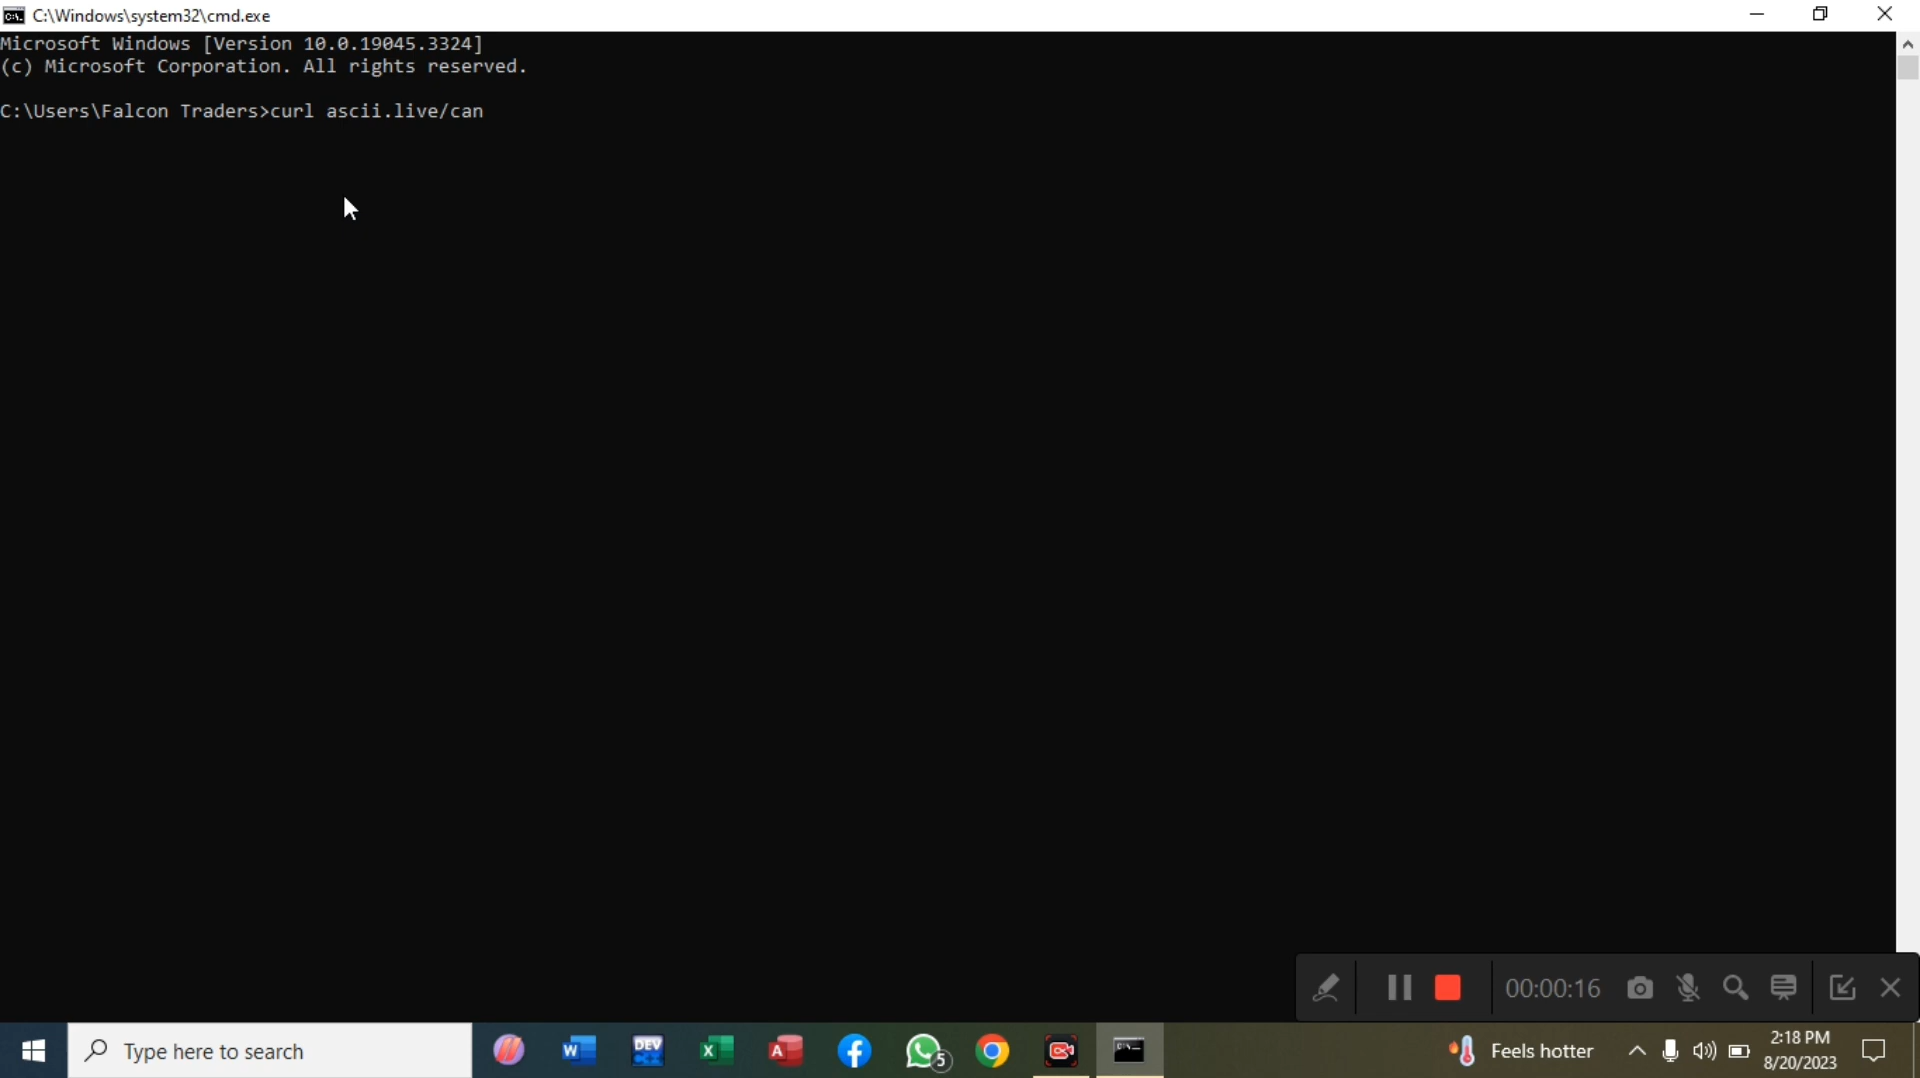 C:\Windows\system32\cmd.exe
Microsoft Windows [Version 10.0.19045.3324]
(c) Microsoft Corporation. All rights reserved.
C:\Users\Falcon Traders>curl ascii.live/can
00:00:16
Type here to search
W
DEV
C++
X
A
5
Feels hotter
2:18 PM
8/20/2023